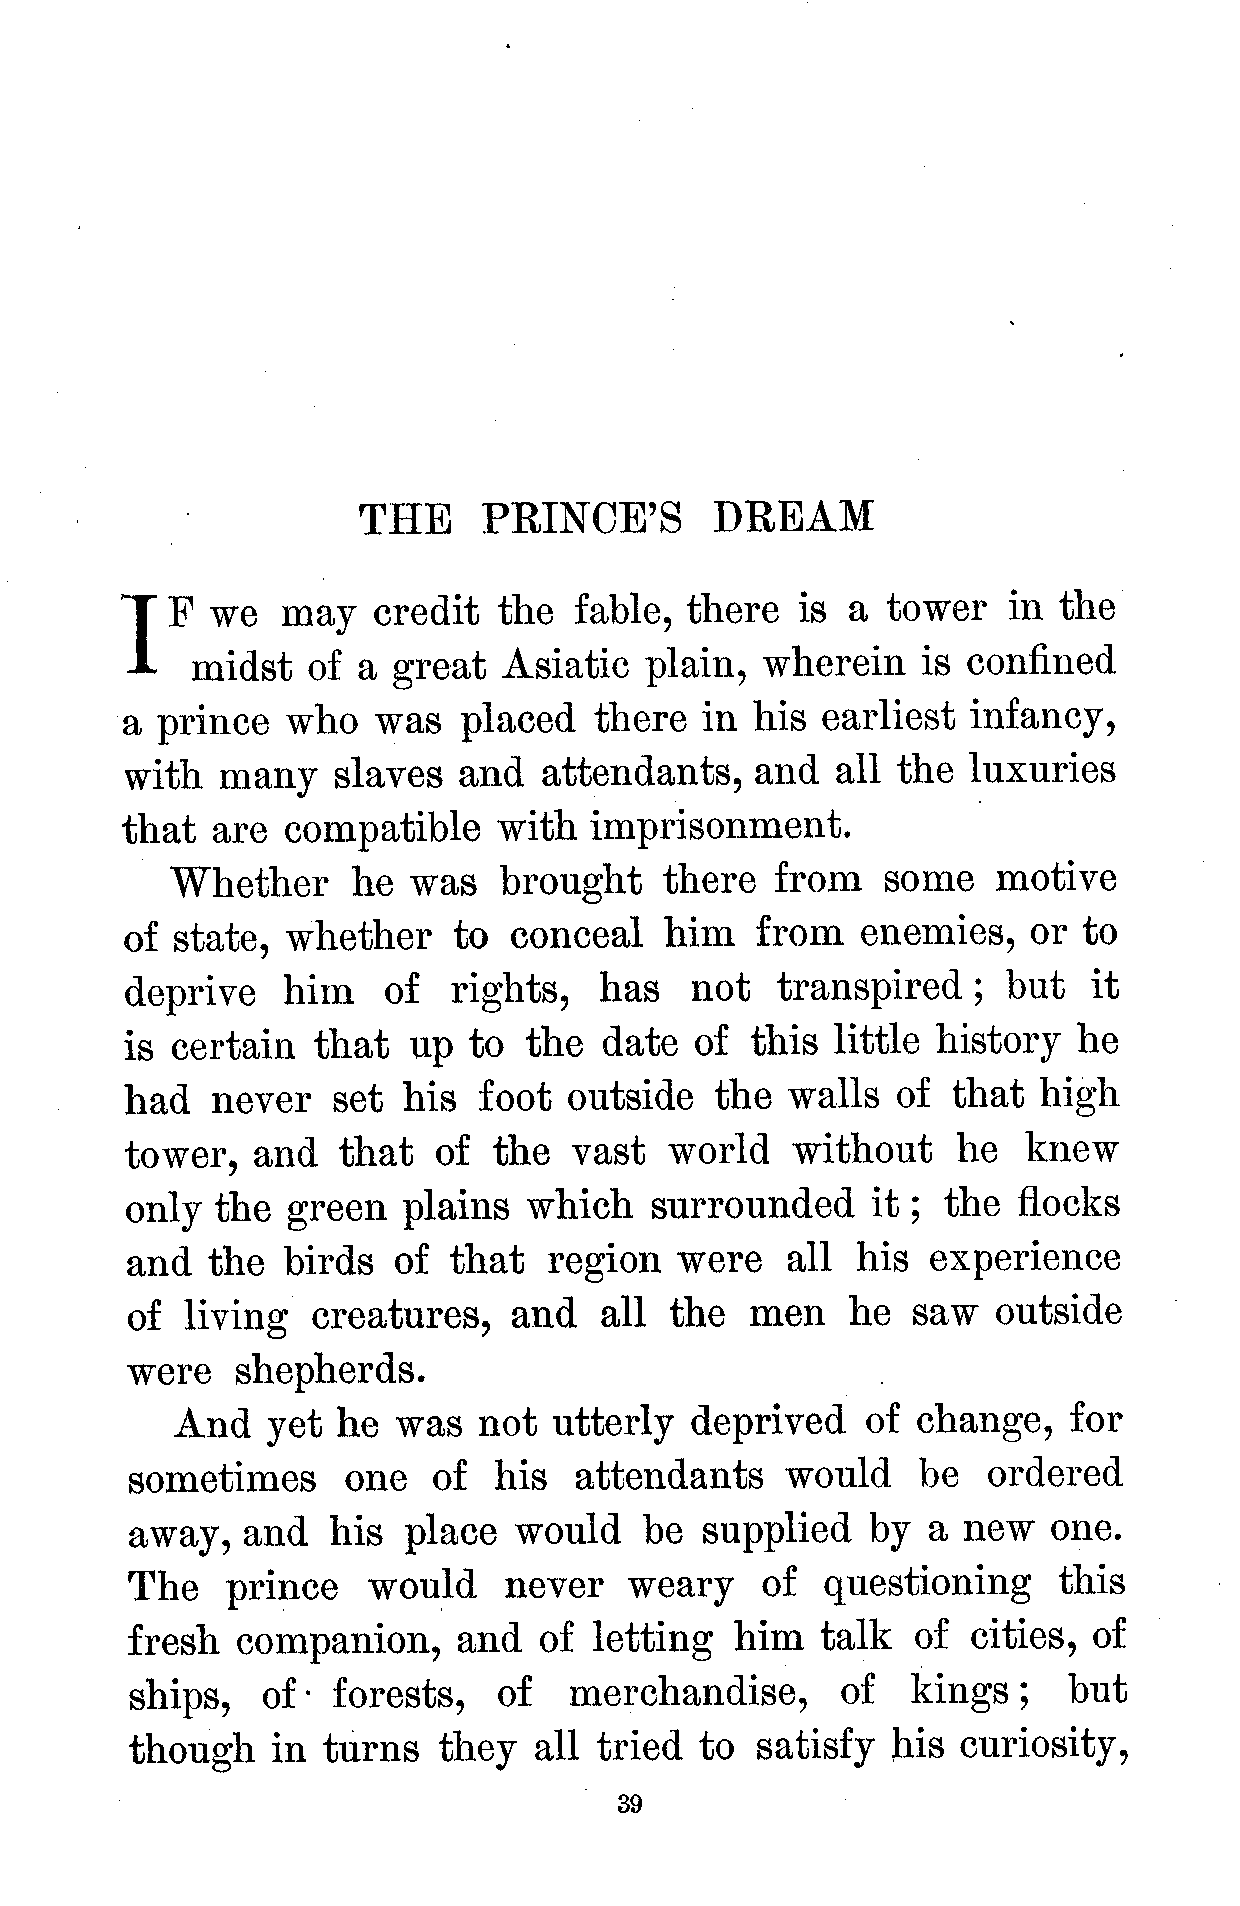 THE PRINCE'S DREAM
IF we may credit the fable, there is a tower in the
midst of a great Asiatic plain, wherein is confined
a prince who was placed there in his earliest infancy,
with many slaves and attendants, and all the luxuries
that are compatible with imprisonment.
Whether he was brought there from some motive
of state, whether to conceal him from enemies, or to
deprive him of rights, has not transpired; but it
is certain that up to the date of this little history he
had never set his foot outside the walls of that high
tower, and that of the vast world without he knew
only the green plains which surrounded it; the flocks
and the birds of that region were all his experience
of living creatures, and all the men he saw outside
were shepherds.
And yet he was not utterly deprived of change, for
sometimes one of his attendants would be ordered
away, and his place would be supplied by a new one.
The prince would never weary of questioning this
fresh companion, and of letting him talk of cities, of
ships, of forests, of merchandise, of kings; but
though in turns they all tried to satisfy his curiosity,
39